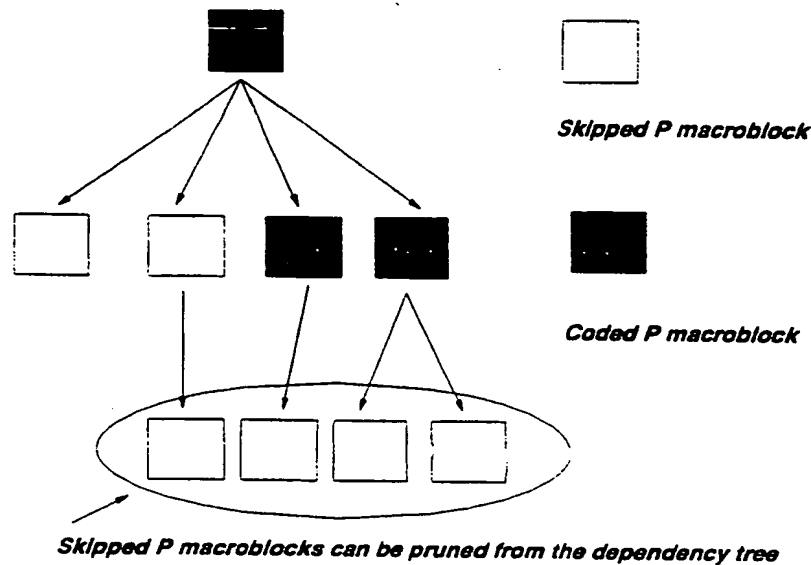 Skipped P macroblock
Coded P macroblock
Skipped P macroblocks can be pruned from the dependency tree